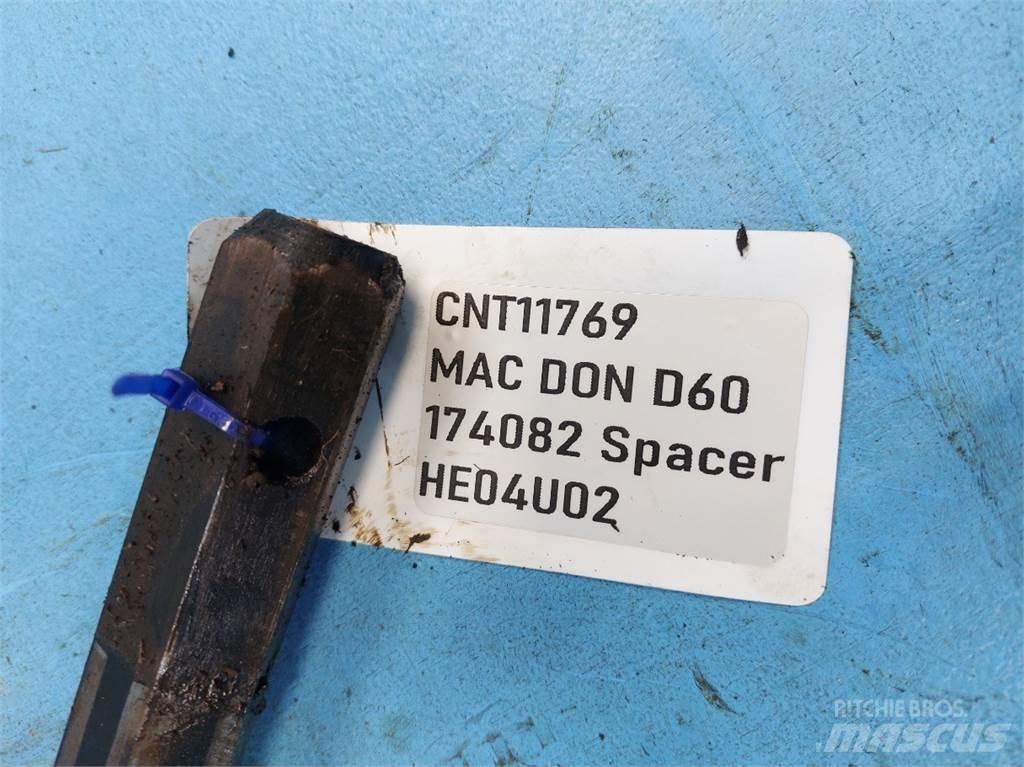 CNT11769
MAC DON D60
174082 Spacer
HE04U02
RITCHIE BROS.
mascus